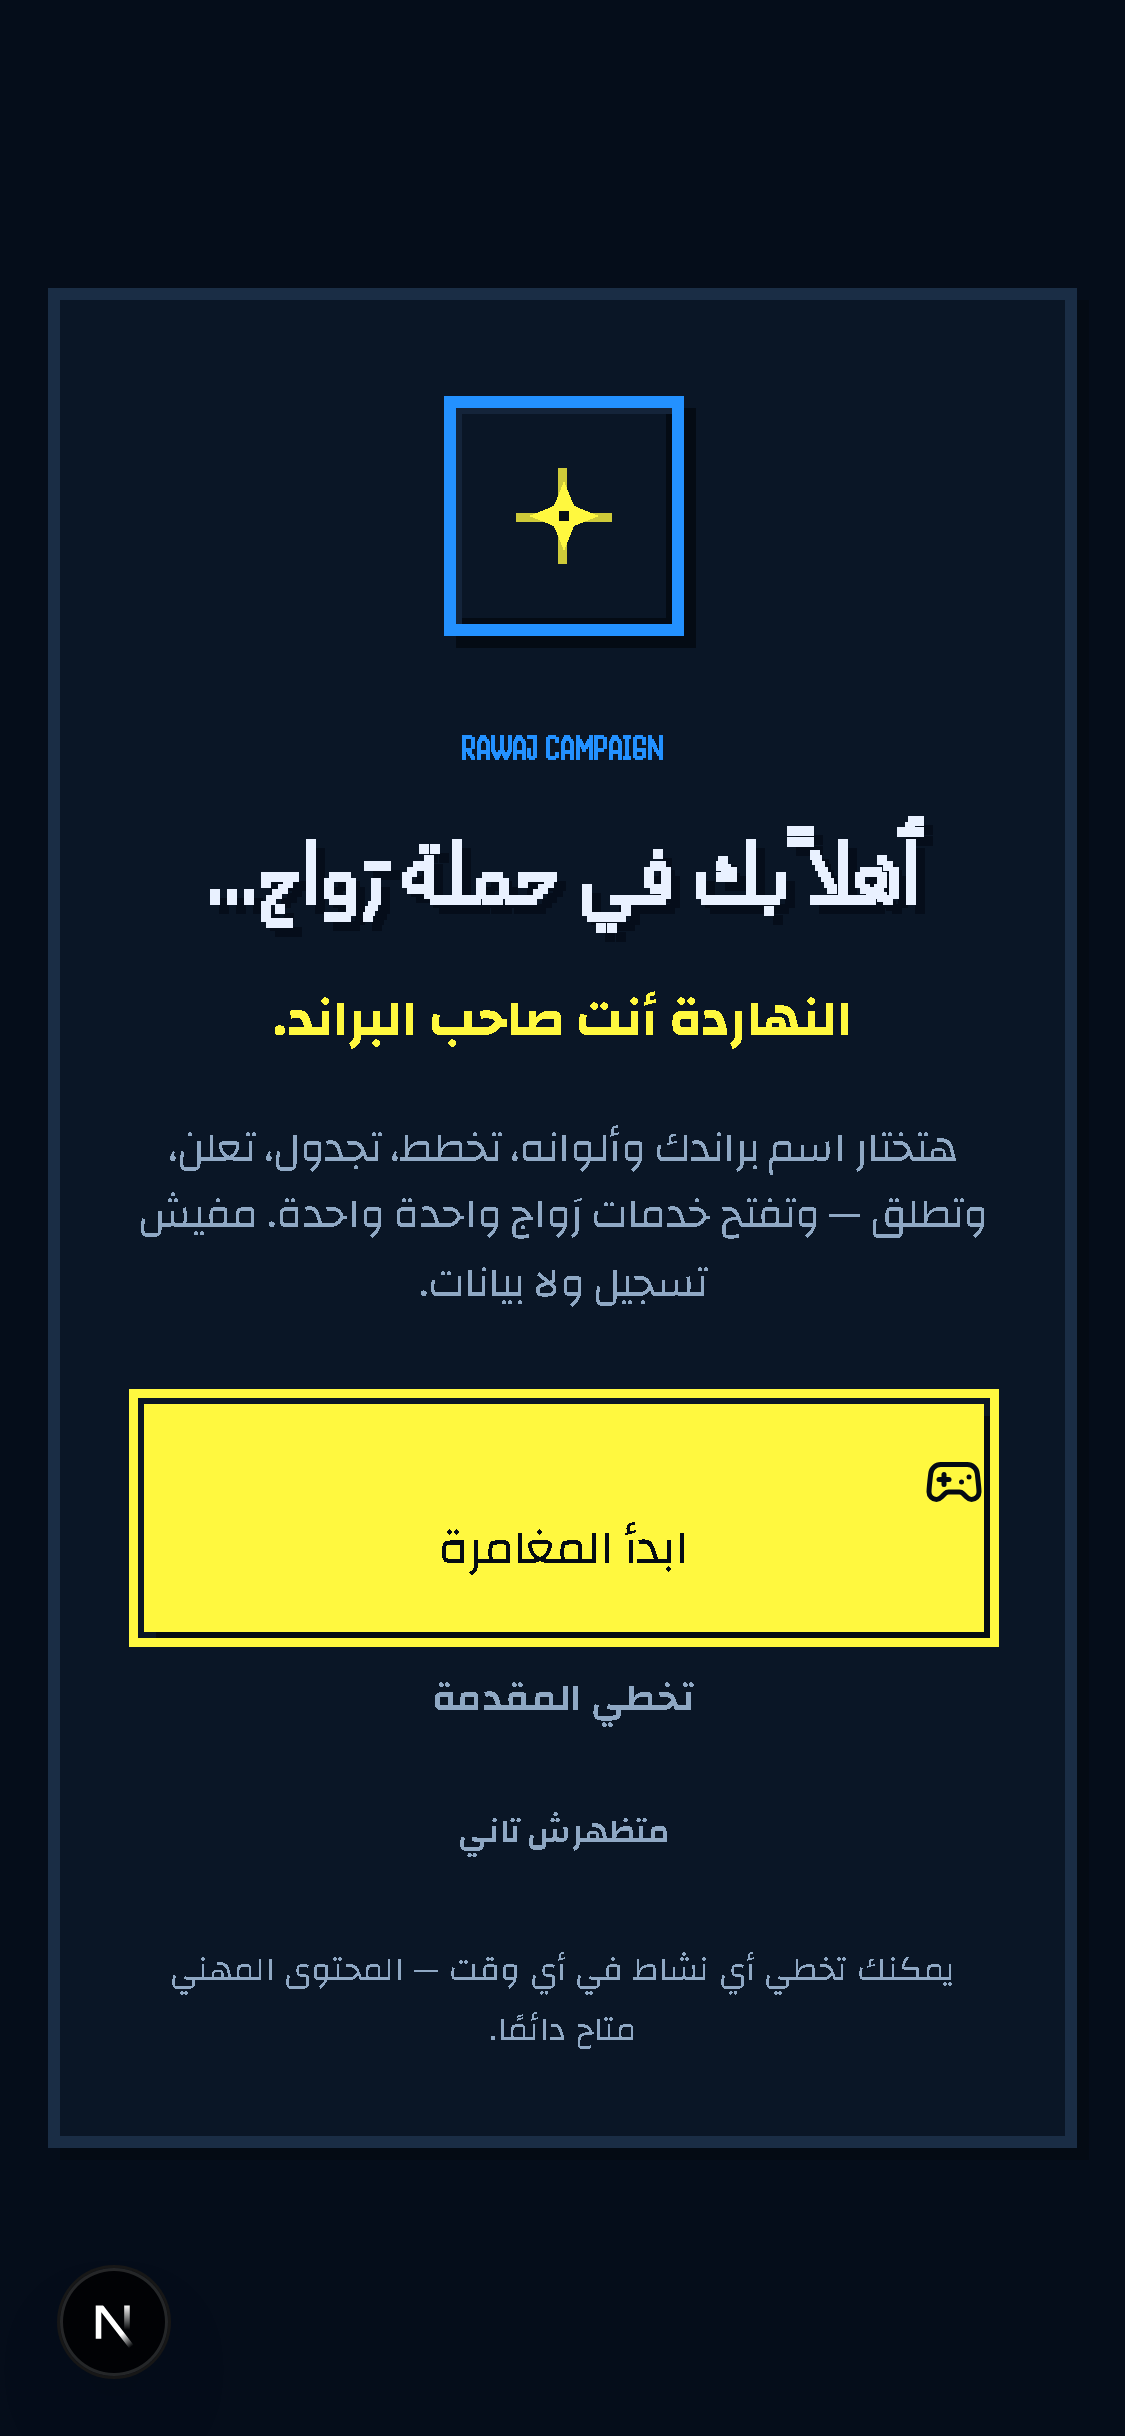 RAWAJ CAMPAIGN
أهلاً بك في حملة رَواج...
النهاردة أنت صاحب البراند.
هتختار اسم براندك وألوانه، تخطط، تجدول، تعلن،
وتطلق — وتفتح خدمات رَواج واحدة واحدة. مفيش
تسجيل ولا بيانات.
ابدأ المغامرة
تخطي المقدمة
متظهرش تاني
يمكنك تخطي أي نشاط في أي وقت — المحتوى المهني
متاح دائمًا.
N